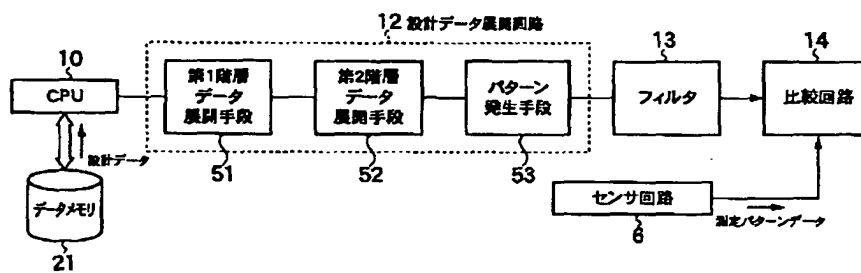 12 設計データ展開回路
10
CPU
第1階層
データ
展開手段
51
第2階層
データ
展開手段
52
パターン
発生手段
53
13
フィルタ
14
比較回路
設計データ
データメモリ
21
センサ回路
6
測定パターンデータ